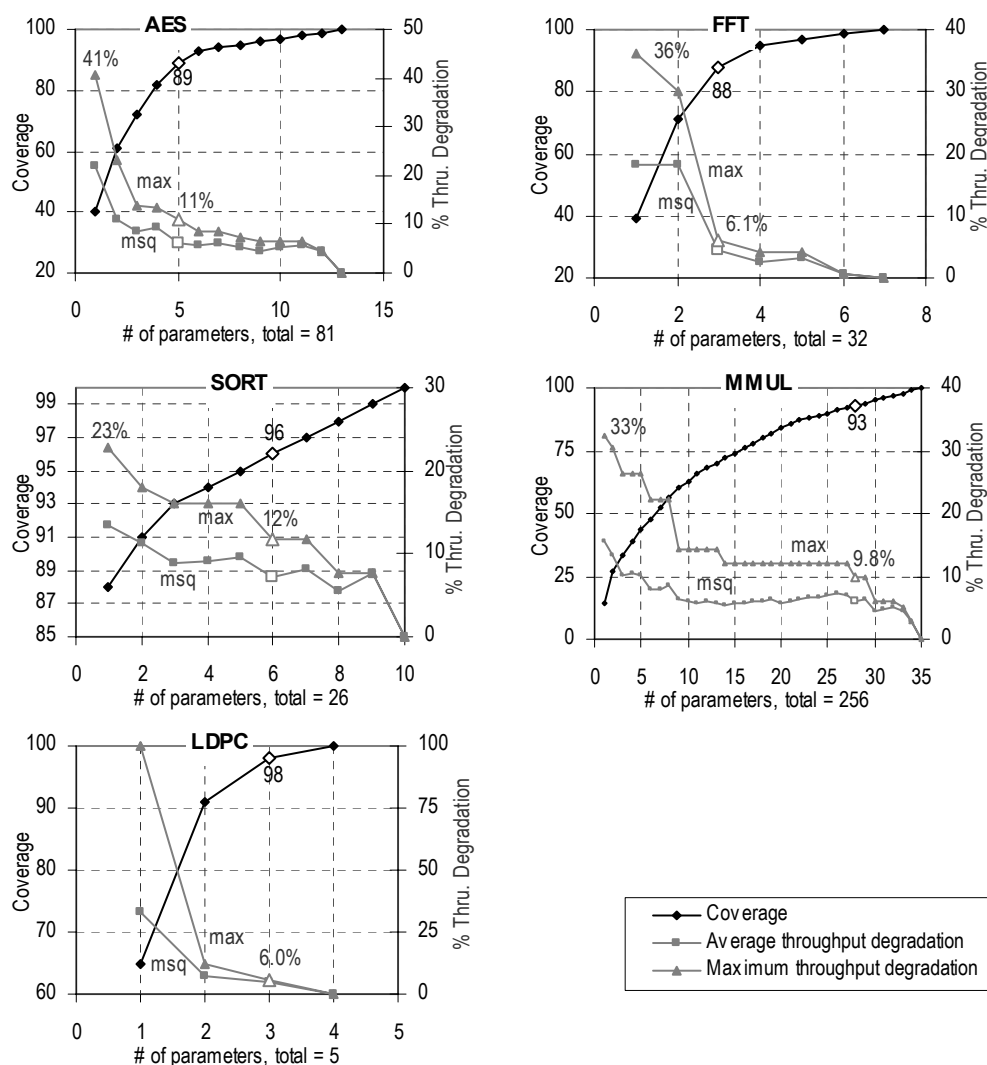 AES
100
80
60
40
20
Coverage
41%
89
max
11%
msq
50
40
30
20
10
0
% Thru. Degradation
0 5 10 15
# of parameters, total = 81
FFT
100
80
60
40
20
Coverage
36%
88
max
msq
6.1%
40
30
20
10
0
% Thru. Degradation
0 2 4 6 8
# of parameters, total = 32
SORT
99
97
95
93
91
89
87
85
Coverage
23%
96
max
12%
msq
30
20
10
0
% Thru. Degradation
0 2 4 6 8 10
# of parameters, total = 26
MMUL
100
75
50
25
0
Coverage
33%
93
max
9.8%
msq
40
30
20
10
0
% Thru. Degradation
0 5 10 15 20 25 30 35
# of parameters, total = 256
LDPC
100
90
80
70
60
Coverage
98
max
6.0%
msq
100
75
50
25
0
% Thru. Degradation
0 1 2 3 4 5
# of parameters, total = 5
Coverage
Average throughput degradation
Maximum throughput degradation